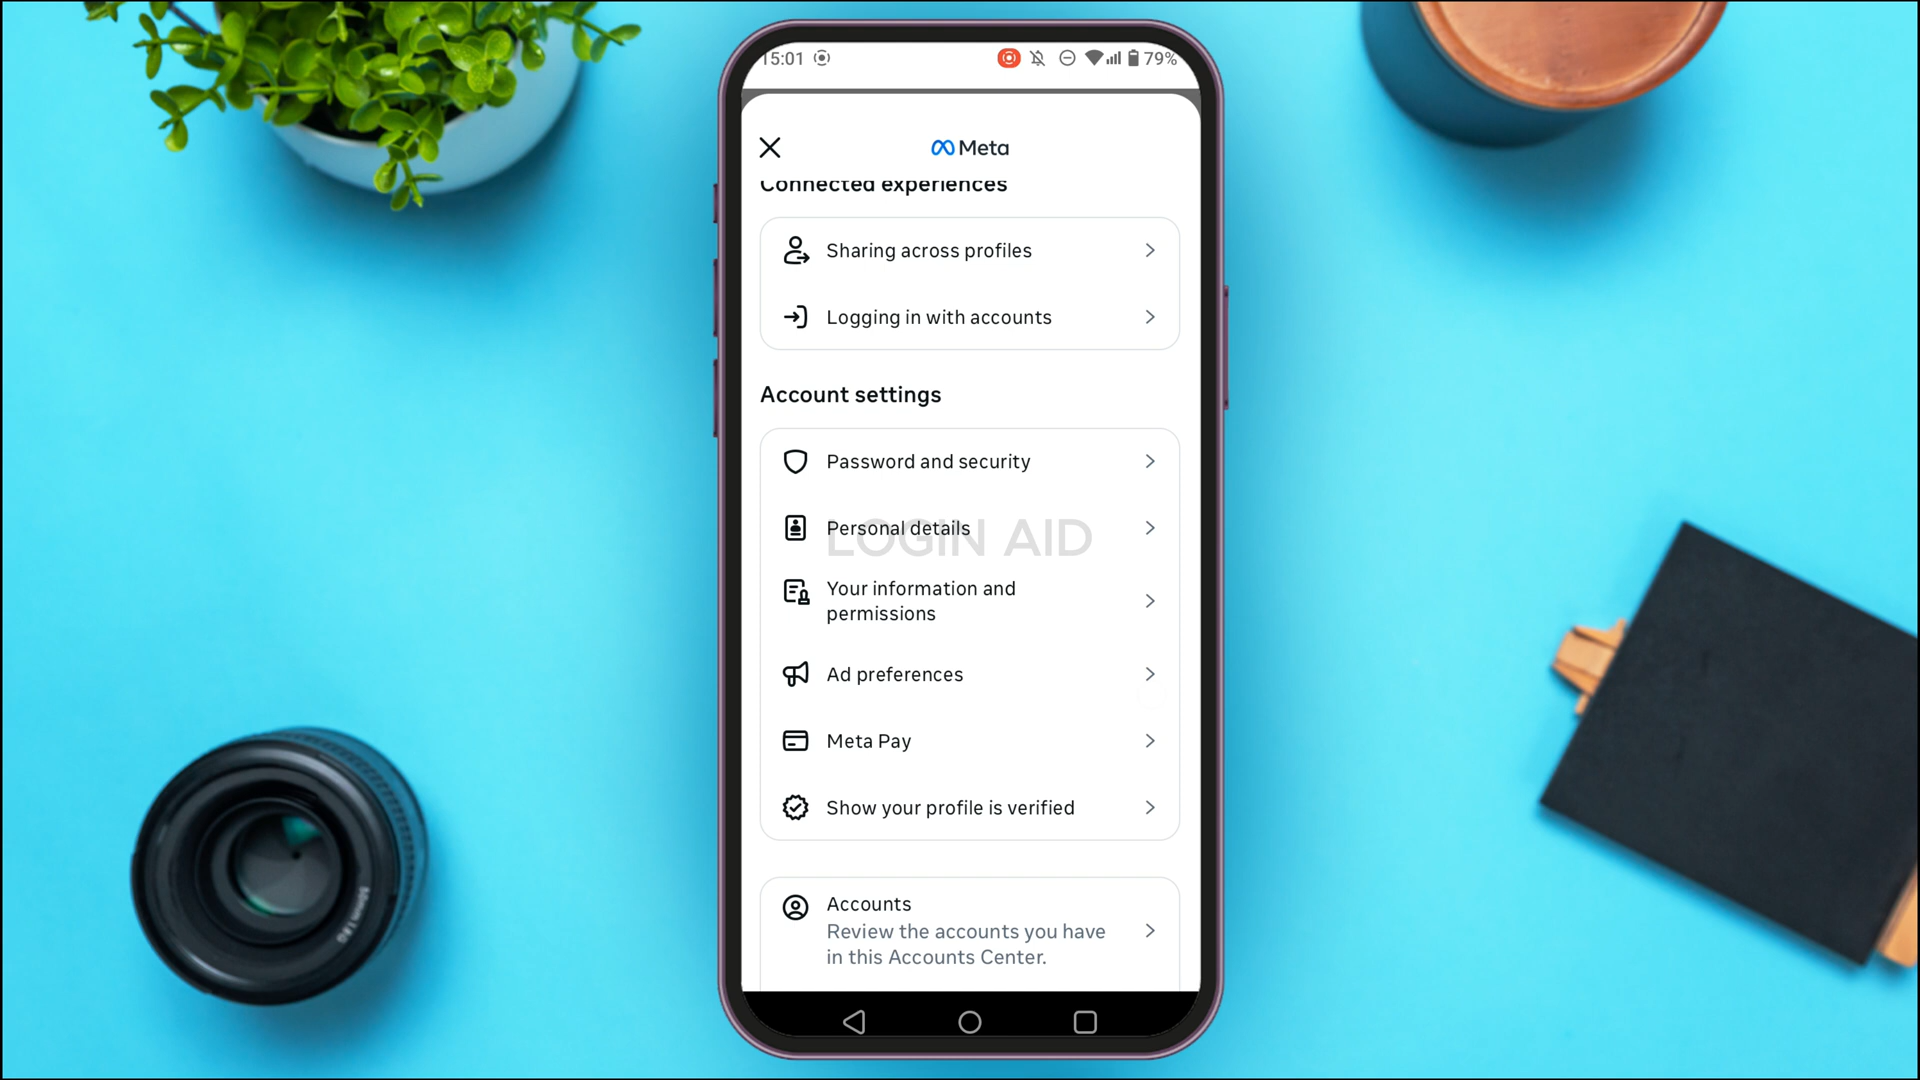 15:01
79%
Meta
Connected experiences
Sharing across profiles
Logging in with accounts
Account settings
Password and security
Personal details
LOGIN AID
Your information and
permissions
Ad preferences
Meta Pay
Show your profile is verified
Accounts
Review the accounts you have
in this Accounts Center.